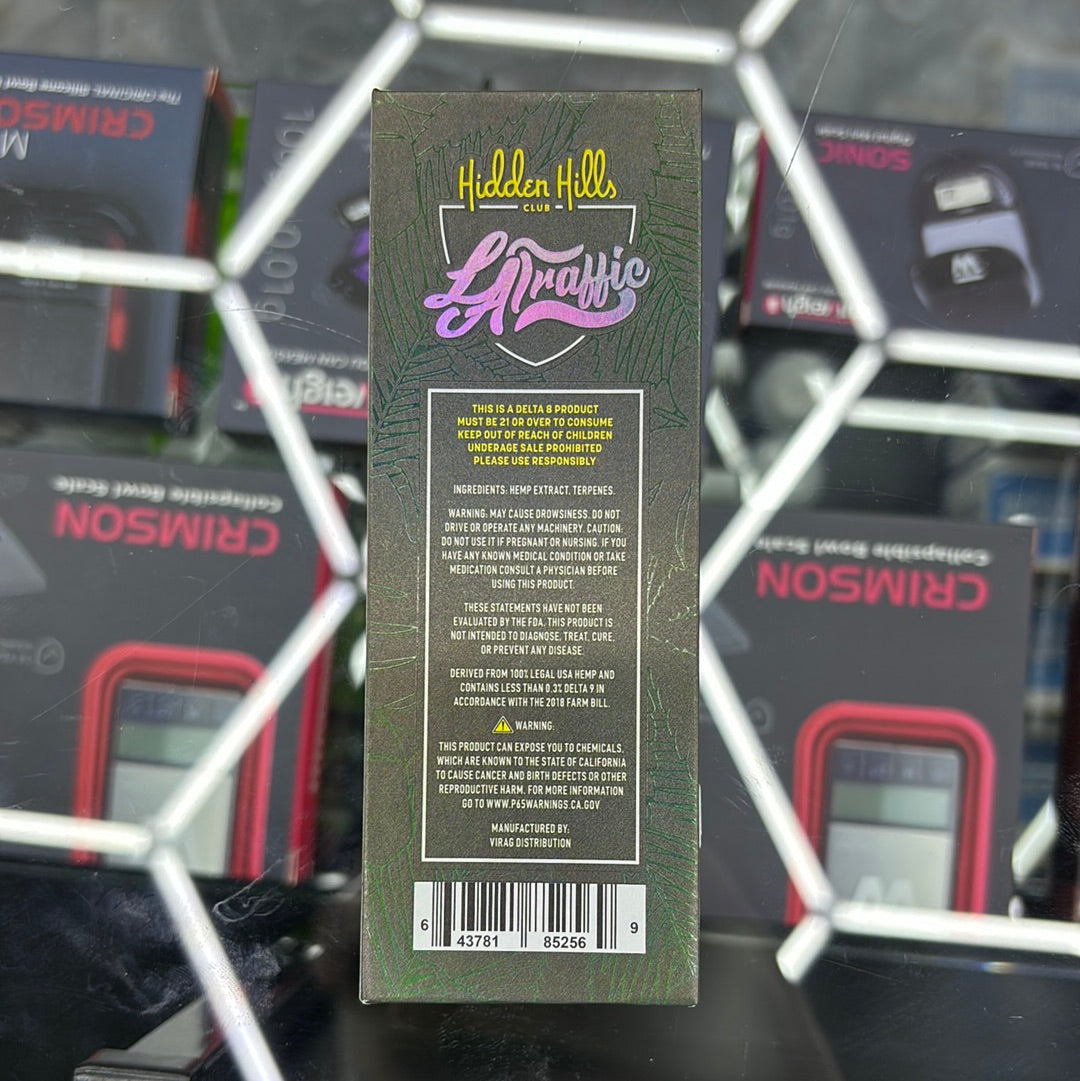 Hidden Hills
CLUB
LA Traffic
THIS IS A DELTA 8 PRODUCT
MUST BE 21 OR OVER TO CONSUME
KEEP OUT OF REACH OF CHILDREN
UNDERAGE SALE PROHIBITED
PLEASE USE RESPONSIBLY
INGREDIENTS: HEMP EXTRACT, TERPENES.
WARNING: MAY CAUSE DROWSINESS. DO NOT
DRIVE OR OPERATE ANY MACHINERY. CAUTION:
DO NOT USE IT IF PREGNANT OR NURSING. IF YOU
HAVE ANY KNOWN MEDICAL CONDITION OR TAKE
MEDICATION CONSULT A PHYSICIAN BEFORE
USING THIS PRODUCT.
THESE STATEMENTS HAVE NOT BEEN
EVALUATED BY THE FDA. THIS PRODUCT IS
NOT INTENDED TO DIAGNOSE, TREAT, CURE,
OR PREVENT ANY DISEASE.
DERIVED FROM 100% LEGAL USA HEMP AND
CONTAINS LESS THAN 0.3% DELTA 9 IN
ACCORDANCE WITH THE 2018 FARM BILL.
WARNING:
THIS PRODUCT CAN EXPOSE YOU TO CHEMICALS,
WHICH ARE KNOWN TO THE STATE OF CALIFORNIA
TO CAUSE CANCER AND BIRTH DEFECTS OR OTHER
REPRODUCTIVE HARM. FOR MORE INFORMATION
GO TO WWW.P65WARNINGS.CA.GOV
MANUFACTURED BY:
VIRAG DISTRIBUTION
6 43781 85256 9
The ORIGINAL Silicone Bowl
CRIMSON
SONIC
Collapsible Bowl Scale
CRIMSON
Collapsible Bowl Scale
CRIMSON